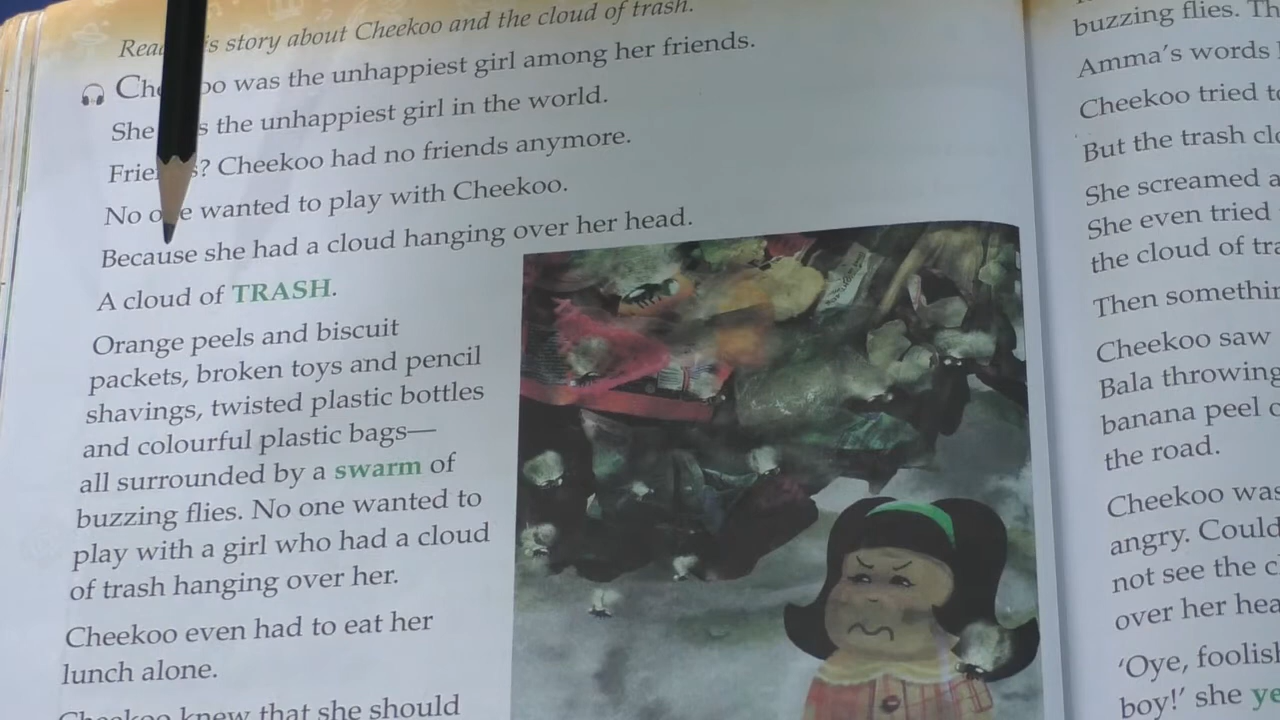 Read this story about Cheekoo and the cloud of trash.
Cheekoo was the unhappiest girl among her friends.
She was the unhappiest girl in the world.
Friends? Cheekoo had no friends anymore.
No one wanted to play with Cheekoo.
Because she had a cloud hanging over her head.
A cloud of TRASH.
Orange peels and biscuit
packets, broken toys and pencil
shavings, twisted plastic bottles
and colourful plastic bags—
all surrounded by a swarm of
buzzing flies. No one wanted to
play with a girl who had a cloud
of trash hanging over her.
Cheekoo even had to eat her
lunch alone.
Cheekoo knew that she should
buzzing flies. Th
Amma's words
Cheekoo tried to
But the trash clo
She screamed a
She even tried
the cloud of tra
Then somethin
Cheekoo saw
Bala throwing
banana peel o
the road.
Cheekoo was
angry. Could
not see the c
over her hea
'Oye, foolish
boy!' she ye